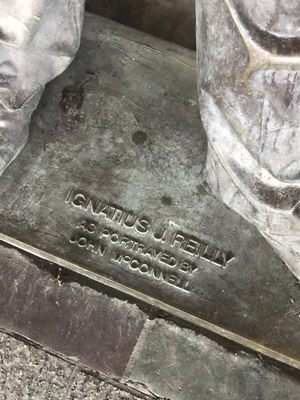 IGNATIUS J. REILLY
AS PORTRAYED BY
JOHN McCONNELL